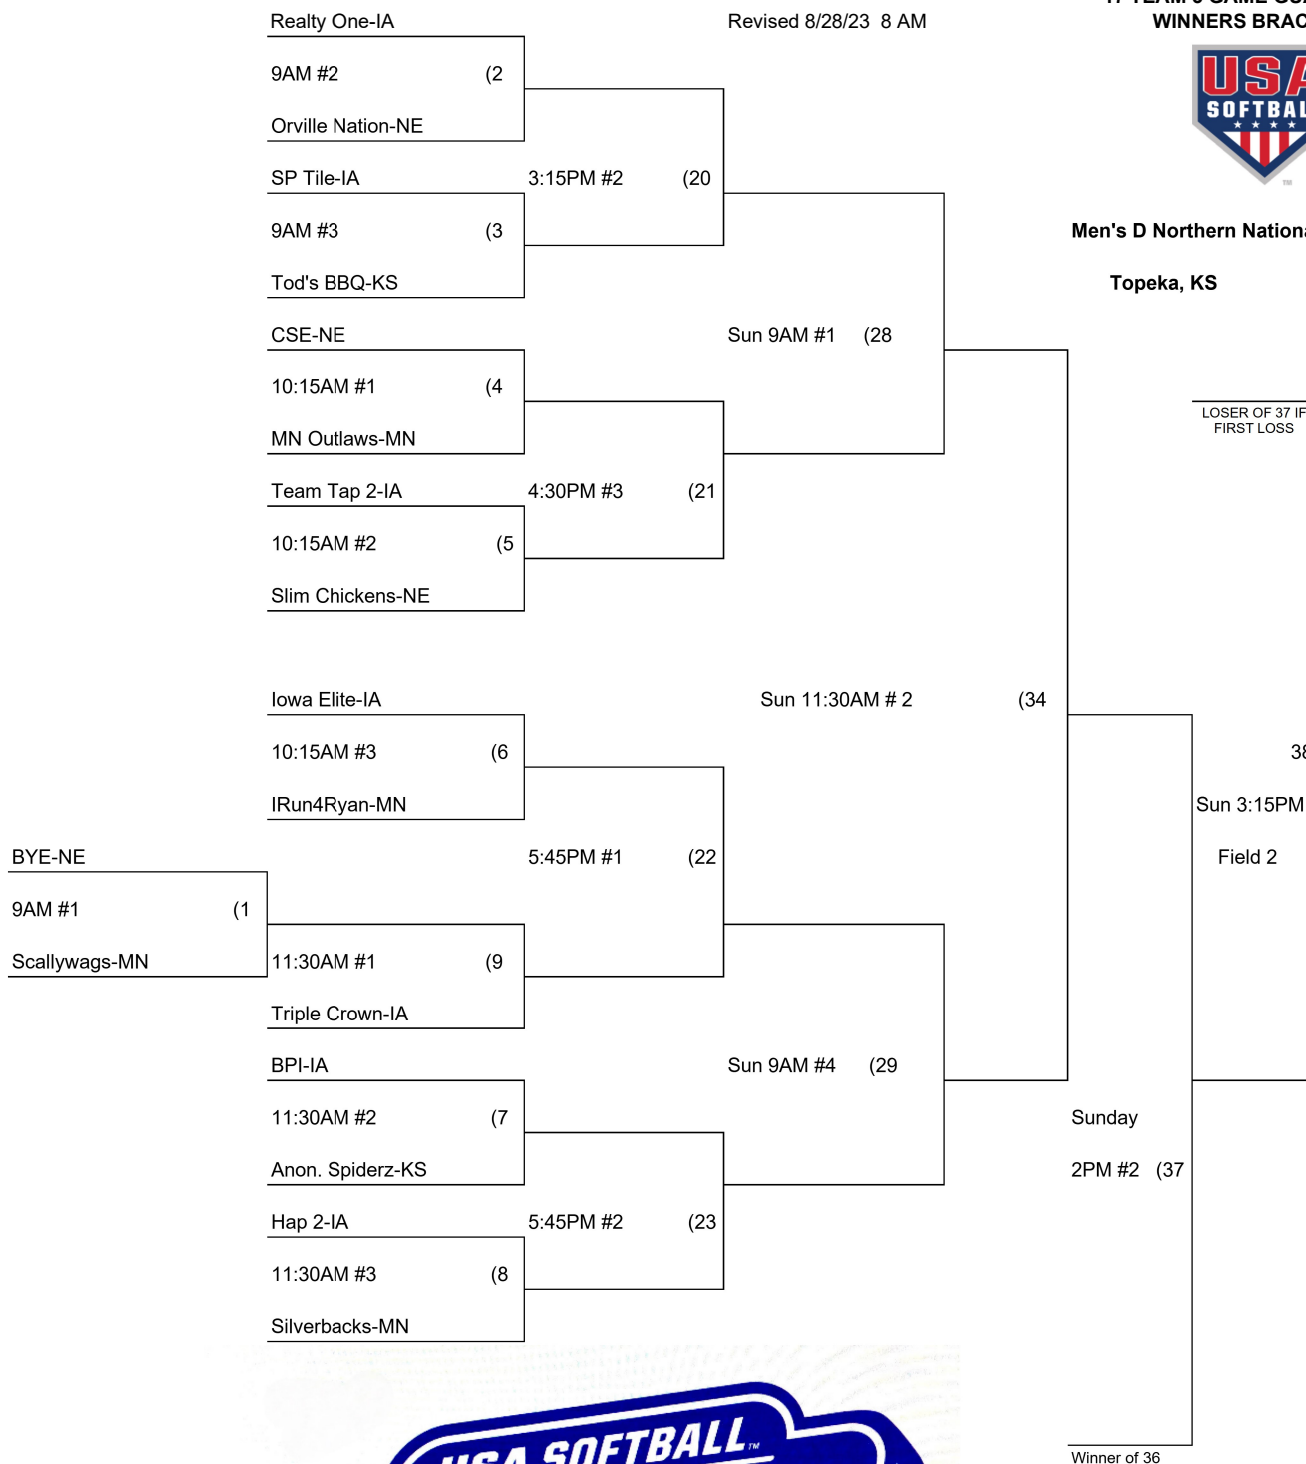 Realty One-IA
Revised 8/28/23 8 AM
WINNERS BRAC
9AM #2 (2
USA
SOFTBAL
TM
Orville Nation-NE
SP Tile-IA
3:15PM #2 (20
9AM #3 (3
Men's D Northern Nationa
Tod's BBQ-KS
Topeka, KS
CSE-NE
Sun 9AM #1 (28
10:15AM #1 (4
LOSER OF 37 IF
FIRST LOSS
MN Outlaws-MN
Team Tap 2-IA
4:30PM #3 (21
10:15AM #2 (5
Slim Chickens-NE
Iowa Elite-IA
Sun 11:30AM # 2 (34
10:15AM #3 (6
38
IRun4Ryan-MN
Sun 3:15PM
BYE-NE
5:45PM #1 (22
Field 2
9AM #1 (1
Scallywags-MN
11:30AM #1 (9
Triple Crown-IA
BPI-IA
Sun 9AM #4 (29
11:30AM #2 (7
Sunday
Anon. Spiderz-KS
2PM #2 (37
Hap 2-IA
5:45PM #2 (23
11:30AM #3 (8
Silverbacks-MN
USA SOFTBALL TM
Winner of 36